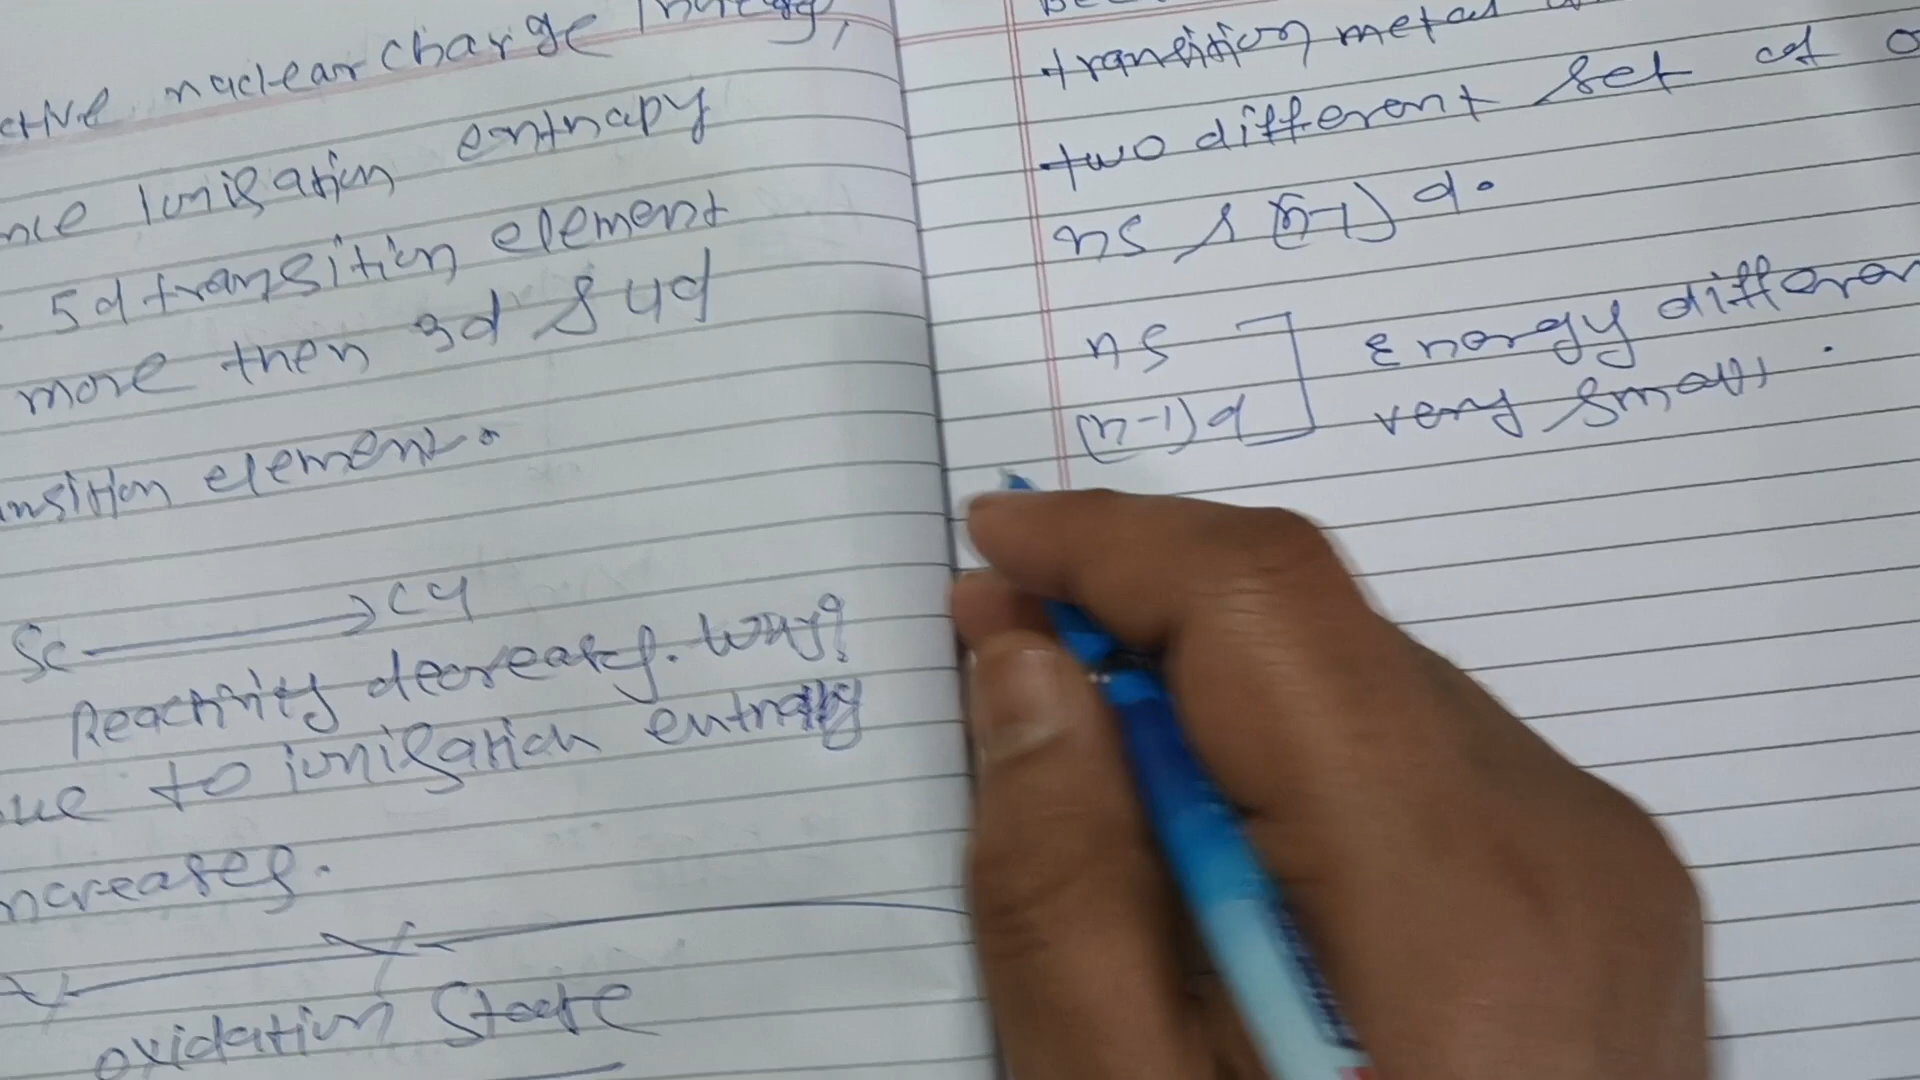 ctive nuclear charge
nce Ionisation enthapy
5d transition element
more then 3d & 4d
nsition element.
Sc → Cu
Reactivity decreases. Why?
ue to ionisation
ncreases.
oxidation State
transition metal
two different set of
ns & (n-1) d.
ns
(n-1)d
Energy differen
very small.